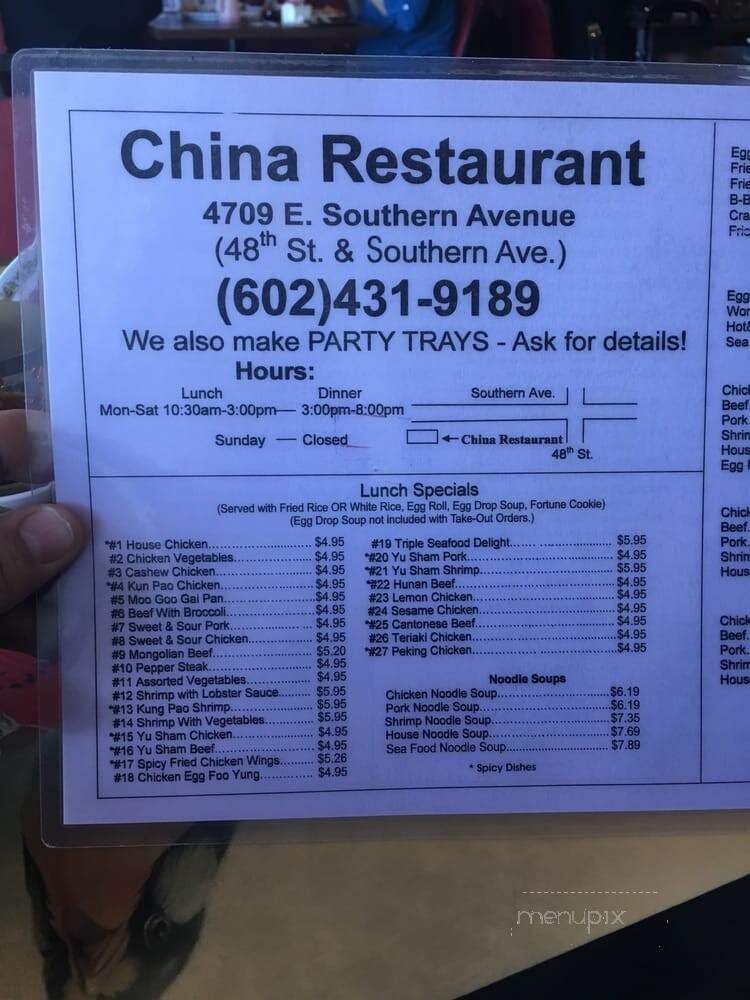 China Restaurant
4709 E. Southern Avenue
(48th St. & Southern Ave.)
(602)431-9189
We also make PARTY TRAYS - Ask for details!
Hours:
Lunch Dinner
Mon-Sat 10:30am-3:00pm— 3:00pm-8:00pm
Sunday — Closed
Southern Ave.
China Restaurant
48th St.
Lunch Specials
(Served with Fried Rice OR White Rice, Egg Roll, Egg Drop Soup, Fortune Cookie)
(Egg Drop Soup not included with Take-Out Orders.)
*#1 House Chicken............................$4.95
#2 Chicken Vegetables.....................$4.95
#3 Cashew Chicken.........................$4.95
*#4 Kun Pao Chicken........................$4.95
#5 Moo Goo Gai Pan.......................$4.95
#6 Beef With Broccoli.......................$4.95
#7 Sweet & Sour Pork......................$4.95
#8 Sweet & Sour Chicken.................$4.95
#9 Mongolian Beef...........................$5.20
#10 Pepper Steak............................$4.95
#11 Assorted Vegetables..................$4.95
#12 Shrimp with Lobster Sauce.........$5.95
*#13 Kung Pao Shrimp......................$5.95
#14 Shrimp With Vegetables.............$5.95
*#15 Yu Sham Chicken......................$4.95
*#16 Yu Sham Beef...........................$4.95
*#17 Spicy Fried Chicken Wings.........$5.26
#18 Chicken Egg Foo Yung...............$4.95
#19 Triple Seafood Delight.............................$5.95
*#20 Yu Sham Pork.........................................$4.95
*#21 Yu Sham Shrimp.....................................$5.95
*#22 Hunan Beef.............................................$4.95
#23 Lemon Chicken........................................$4.95
#24 Sesame Chicken......................................$4.95
*#25 Cantonese Beef.......................................$4.95
#26 Teriaki Chicken.........................................$4.95
*#27 Peking Chicken........................................$4.95
Noodle Soups
Chicken Noodle Soup................................$6.19
Pork Noodle Soup.....................................$6.19
Shrimp Noodle Soup..................................$7.35
House Noodle Soup...................................$7.69
Sea Food Noodle Soup..............................$7.89
* Spicy Dishes
Egg
B-B
Egg
Sea
Beef
Pork
Egg
Beef.
Pork.
Beef.
Pork.
menupix